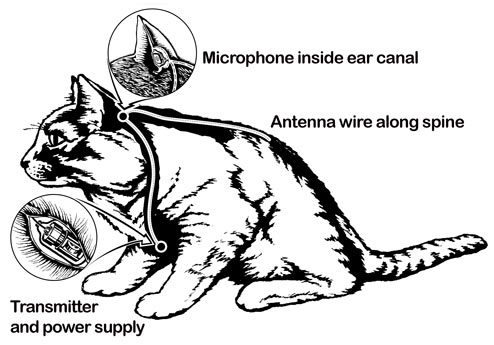 Microphone inside ear canal
Antenna wire along spine
Transmitter
and power supply